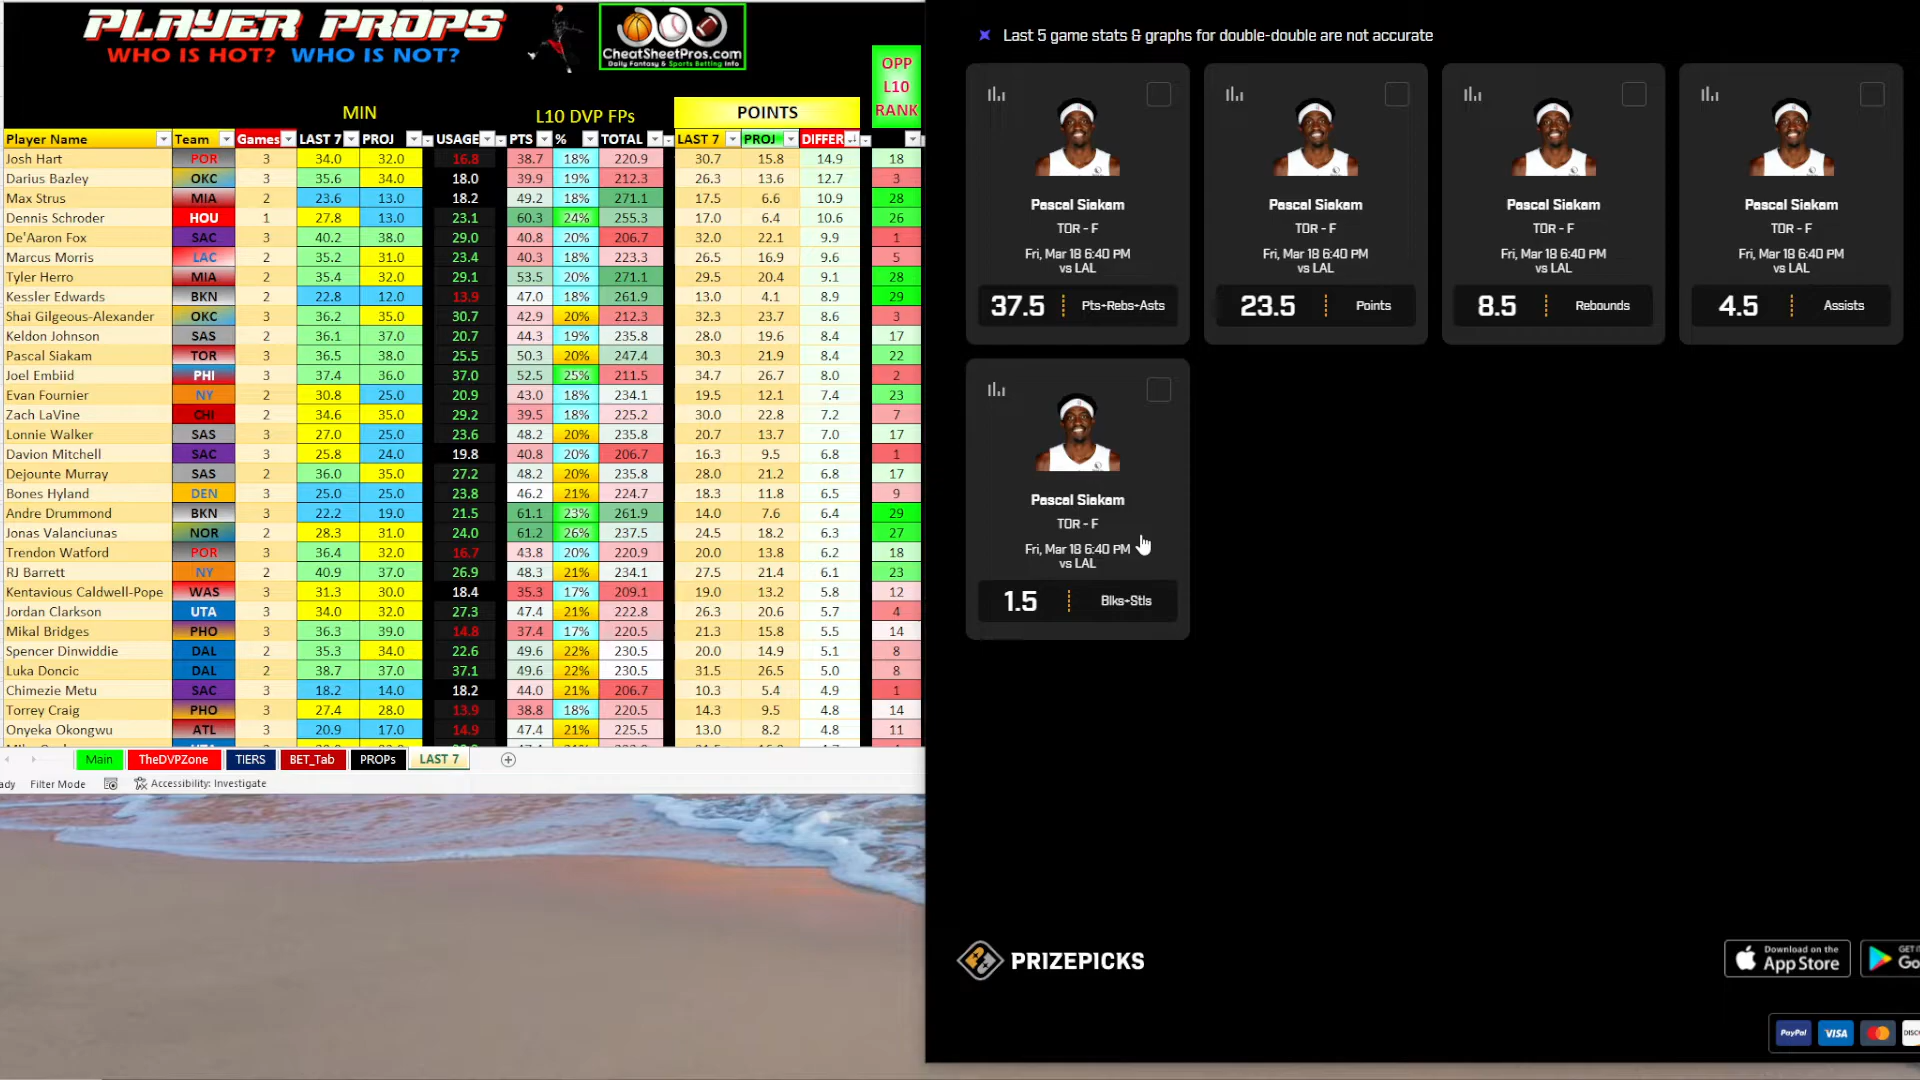 PLAYER PROPS
WHO IS HOT? WHO IS NOT?
CheatSheetPros.com
Daily Fantasy & Sports Betting Info
OPP L10 RANK
MIN L10 DVP FPs POINTS
Player Name Team Games LAST 7 PROJ USAGE PTS % TOTAL LAST 7 PROJ DIFFER
Josh Hart POR 3 34.0 32.0 16.8 38.7 18% 220.9 30.7 15.8 14.9 18
Darius Bazley OKC 3 35.6 34.0 18.0 39.9 19% 212.3 26.3 13.6 12.7 3
Max Strus MIA 2 23.6 13.0 18.2 49.2 18% 271.1 17.5 6.6 10.9 28
Dennis Schroder HOU 1 27.8 13.0 23.1 60.3 24% 255.3 17.0 6.4 10.6 26
De'Aaron Fox SAC 3 40.2 38.0 29.0 40.8 20% 206.7 32.0 22.1 9.9 1
Marcus Morris LAC 2 35.2 31.0 23.4 40.3 18% 223.3 26.5 16.9 9.6 5
Tyler Herro MIA 2 35.4 32.0 29.1 53.5 20% 271.1 29.5 20.4 9.1 28
Kessler Edwards BKN 2 22.8 12.0 13.9 47.0 18% 261.9 13.0 4.1 8.9 29
Shai Gilgeous-Alexander OKC 3 36.2 35.0 30.7 42.9 20% 212.3 32.3 23.7 8.6 3
Keldon Johnson SAS 2 36.1 37.0 20.7 44.3 19% 235.8 28.0 19.6 8.4 17
Pascal Siakam TOR 3 36.5 38.0 25.5 50.3 20% 247.4 30.3 21.9 8.4 22
Joel Embiid PHI 3 37.4 36.0 37.0 52.5 25% 211.5 34.7 26.7 8.0 2
Evan Fournier NY 2 30.8 25.0 20.9 43.0 18% 234.1 19.5 12.1 7.4 23
Zach LaVine CHI 2 34.6 35.0 29.2 39.5 18% 225.2 30.0 22.8 7.2 7
Lonnie Walker SAS 3 27.0 25.0 23.6 48.2 20% 235.8 20.7 13.7 7.0 17
Davion Mitchell SAC 3 25.8 24.0 19.8 40.8 20% 206.7 16.3 9.5 6.8 1
Dejounte Murray SAS 2 36.0 35.0 27.2 48.2 20% 235.8 28.0 21.2 6.8 17
Bones Hyland DEN 3 25.0 25.0 23.8 46.2 21% 224.7 18.3 11.8 6.5 9
Andre Drummond BKN 3 22.2 19.0 21.5 61.1 23% 261.9 14.0 7.6 6.4 29
Jonas Valanciunas NOR 2 28.3 31.0 24.0 61.2 26% 237.5 24.5 18.2 6.3 27
Trendon Watford POR 3 36.4 32.0 16.7 43.8 20% 220.9 20.0 13.8 6.2 18
RJ Barrett NY 2 40.9 37.0 26.9 48.3 21% 234.1 27.5 21.4 6.1 23
Kentavious Caldwell-Pope WAS 3 31.3 30.0 18.4 35.3 17% 209.1 19.0 13.2 5.8 12
Jordan Clarkson UTA 3 34.0 32.0 27.3 47.4 21% 222.8 26.3 20.6 5.7 4
Mikal Bridges PHO 3 36.3 39.0 14.8 37.4 17% 220.5 21.3 15.8 5.5 14
Spencer Dinwiddie DAL 2 35.3 34.0 22.6 49.6 22% 230.5 20.0 14.9 5.1 8
Luka Doncic DAL 2 38.7 37.0 37.1 49.6 22% 230.5 31.5 26.5 5.0 8
Chimezie Metu SAC 3 18.2 14.0 18.2 44.0 21% 206.7 10.3 5.4 4.9 1
Torrey Craig PHO 3 27.4 28.0 13.9 38.8 18% 220.5 14.3 9.5 4.8 14
Onyeka Okongwu ATL 3 20.9 17.0 14.9 47.4 21% 225.5 13.0 8.2 4.8 11
Main TheDVPZone TIERS BET_Tab PROPs LAST 7
ady Filter Mode Accessibility: Investigate
Last 5 game stats & graphs for double-double are not accurate
Pascal Siakam
TOR - F
Fri, Mar 18 6:40 PM
vs LAL
37.5 Pts+Rebs+Asts
Pascal Siakam
TOR - F
Fri, Mar 18 6:40 PM
vs LAL
23.5 Points
Pascal Siakam
TOR - F
Fri, Mar 18 6:40 PM
vs LAL
8.5 Rebounds
Pascal Siakam
TOR - F
Fri, Mar 18 6:40 PM
vs LAL
4.5 Assists
Pascal Siakam
TOR - F
Fri, Mar 18 6:40 PM
vs LAL
1.5 Blks+Stls
PRIZEPICKS
Download on the
App Store
GET I
Go
PayPal VISA DISC